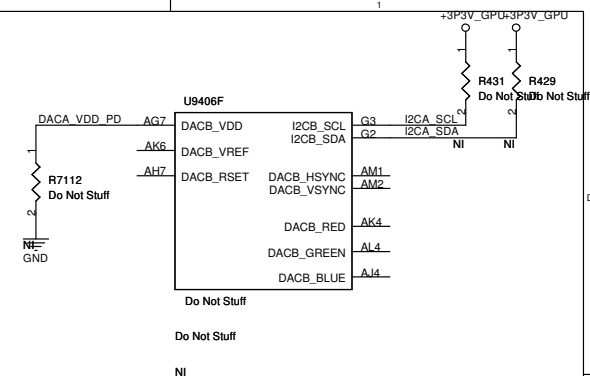 1
+3P3V_GPU +3P3V_GPU
1 1
R431 R429
Do Not Stuff Do Not Stuff
2 2
U9406F
DACA_VDD_PD AG7 DACB_VDD I2CB_SCL G3 I2CA_SCL
I2CB_SDA G2 I2CA_SDA
NI NI
1 AK6 DACB_VREF
AH7 DACB_RSET DACB_HSYNC AM1
DACB_VSYNC AM2
R7112
Do Not Stuff
2
DACB_RED AK4
NI
GND
DACB_GREEN AL4
DACB_BLUE AJ4
Do Not Stuff
Do Not Stuff
NI